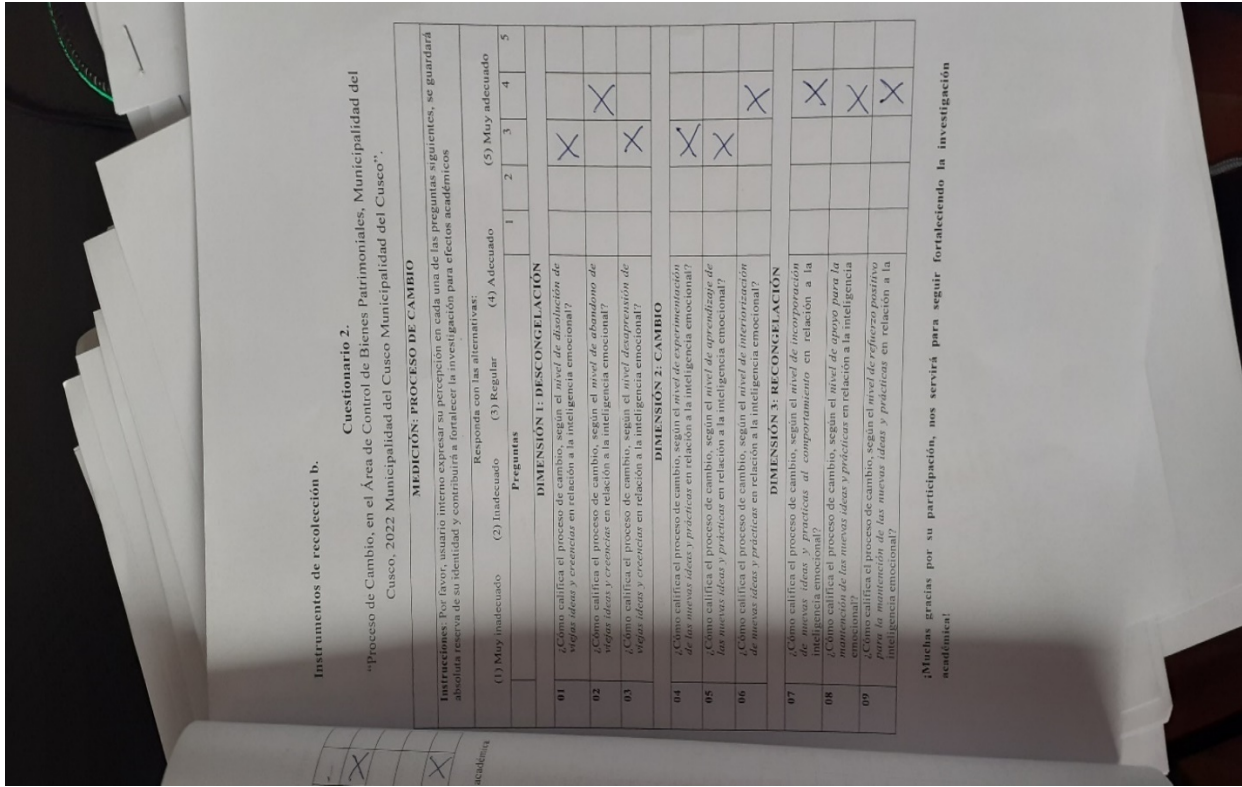 Instrumentos de recolección b.
Cuestionario 2.
“Proceso de Cambio, en el Área de Control de Bienes Patrimoniales, Municipalidad del
Cusco, 2022 Municipalidad del Cusco Municipalidad del Cusco”.
MEDICIÓN: PROCESO DE CAMBIO
Instrucciones: Por favor, usuario interno expresar su percepción en cada una de las preguntas siguientes, se guardará
absoluta reserva de su identidad y contribuirá a fortalecer la investigación para efectos académicos
Responda con las alternativas:
(1) Muy inadecuado (2) Inadecuado (3) Regular (4) Adecuado (5) Muy adecuado
Preguntas 1 2 3 4 5
DIMENSIÓN 1: DESCONGELACIÓN
01 ¿Cómo califica el proceso de cambio, según el nivel de disolución de
viejas ideas y creencias en relación a la inteligencia emocional? X
02 ¿Cómo califica el proceso de cambio, según el nivel de abandono de
viejas ideas y creencias en relación a la inteligencia emocional? X
03 ¿Cómo califica el proceso de cambio, según el nivel desaprensión de
viejas ideas y creencias en relación a la inteligencia emocional? X
DIMENSIÓN 2: CAMBIO
04 ¿Cómo califica el proceso de cambio, según el nivel de experimentación
de las nuevas ideas y prácticas en relación a la inteligencia emocional? X
05 ¿Cómo califica el proceso de cambio, según el nivel de aprendizaje de
las nuevas ideas y prácticas en relación a la inteligencia emocional? X
06 ¿Cómo califica el proceso de cambio, según el nivel de interiorización
de nuevas ideas y prácticas en relación a la inteligencia emocional? X
DIMENSIÓN 3: RECONGELACIÓN
07 ¿Cómo califica el proceso de cambio, según el nivel de incorporación
de nuevas ideas y practicas al comportamiento en relación a la
inteligencia emocional? X
08 ¿Cómo califica el proceso de cambio, según el nivel de apoyo para la
mantención de las nuevas ideas y prácticas en relación a la inteligencia
emocional? X
09 ¿Cómo califica el proceso de cambio, según el nivel de refuerzo positivo
para la mantención de las nuevas ideas y prácticas en relación a la
inteligencia emocional? X
¡Muchas gracias por su participación, nos servirá para seguir fortaleciendo la investigación
académica!
X
X
académica